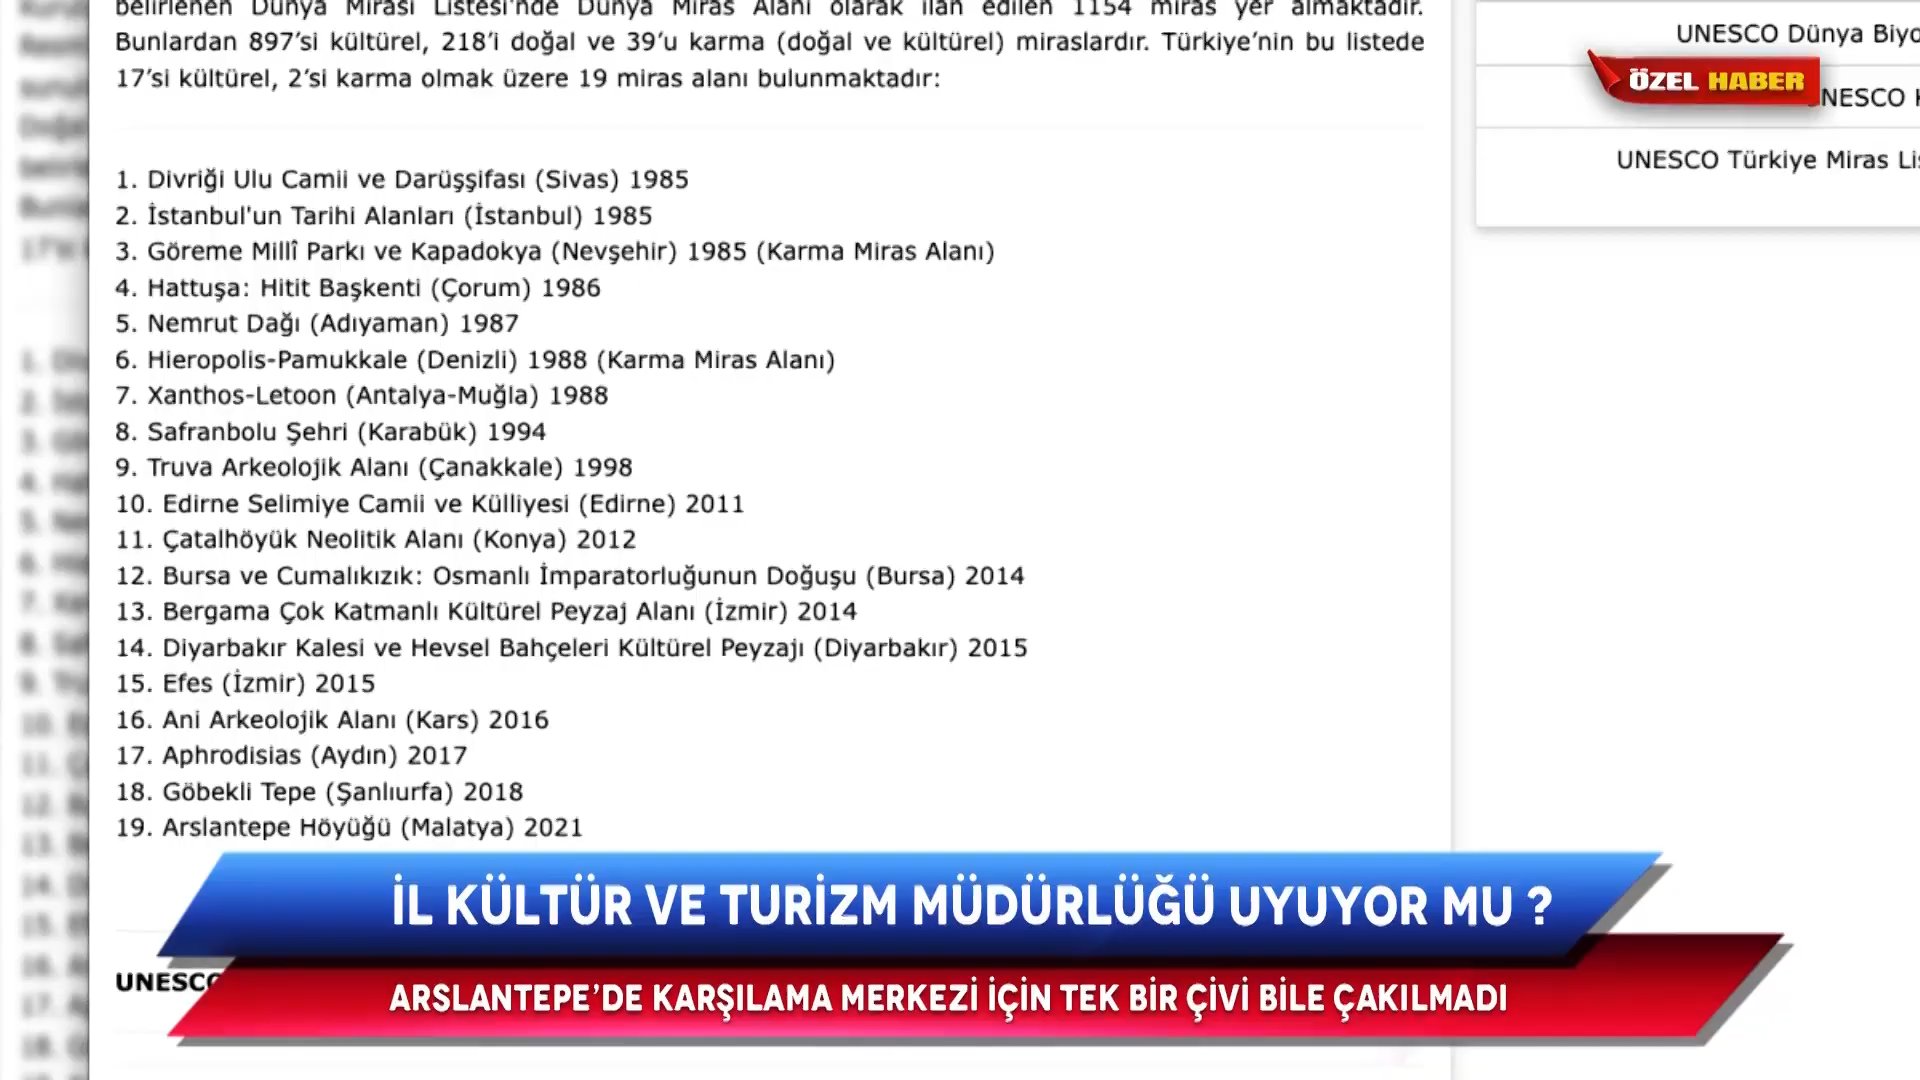 belirlenen Dünya Mirası Listesi'nde Dünya Miras Alanı olarak ilan edilen 1154 miras yer almaktadır.
Bunlardan 897’si kültürel, 218’i doğal ve 39’u karma (doğal ve kültürel) miraslardır. Türkiye’nin bu listede
17’si kültürel, 2’si karma olmak üzere 19 miras alanı bulunmaktadır:
UNESCO Dünya Biyo
ÖZEL HABER
NESCO
UNESCO Türkiye Miras Lis
1. Divriği Ulu Camii ve Darüşşifası (Sivas) 1985
2. İstanbul'un Tarihi Alanları (İstanbul) 1985
3. Göreme Millî Parkı ve Kapadokya (Nevşehir) 1985 (Karma Miras Alanı)
4. Hattuşa: Hitit Başkenti (Çorum) 1986
5. Nemrut Dağı (Adıyaman) 1987
6. Hieropolis-Pamukkale (Denizli) 1988 (Karma Miras Alanı)
7. Xanthos-Letoon (Antalya-Muğla) 1988
8. Safranbolu Şehri (Karabük) 1994
9. Truva Arkeolojik Alanı (Çanakkale) 1998
10. Edirne Selimiye Camii ve Külliyesi (Edirne) 2011
11. Çatalhöyük Neolitik Alanı (Konya) 2012
12. Bursa ve Cumalıkızık: Osmanlı İmparatorluğunun Doğuşu (Bursa) 2014
13. Bergama Çok Katmanlı Kültürel Peyzaj Alanı (İzmir) 2014
14. Diyarbakır Kalesi ve Hevsel Bahçeleri Kültürel Peyzajı (Diyarbakır) 2015
15. Efes (İzmir) 2015
16. Ani Arkeolojik Alanı (Kars) 2016
17. Aphrodisias (Aydın) 2017
18. Göbekli Tepe (Şanlıurfa) 2018
19. Arslantepe Höyüğü (Malatya) 2021
İL KÜLTÜR VE TURİZM MÜDÜRLÜĞÜ UYUYOR MU ?
UNESC
ARSLANTEPE’DE KARŞILAMA MERKEZİ İÇİN TEK BİR ÇİVİ BİLE ÇAKILMADI